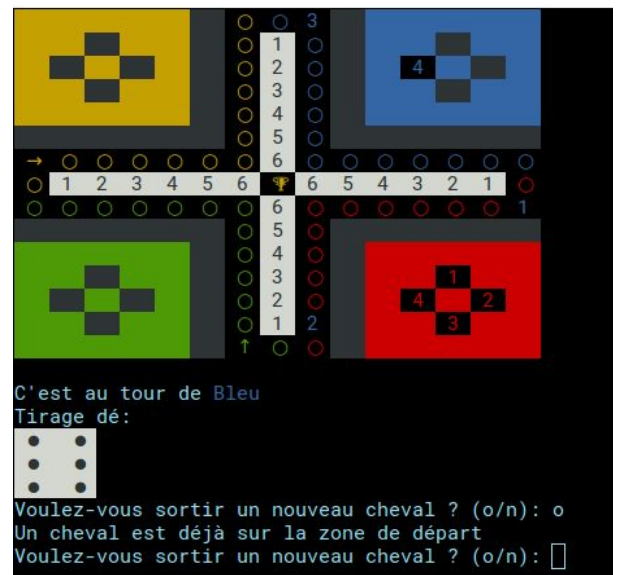 3
1
2 4
3
4
5
→ 6
1 2 3 4 5 6 6 5 4 3 2 1
6 1
5
4
3 1
2 4 2
1 2 3
↑
C'est au tour de Bleu
Tirage dé:
Voulez-vous sortir un nouveau cheval ? (o/n): o
Un cheval est déjà sur la zone de départ
Voulez-vous sortir un nouveau cheval ? (o/n):